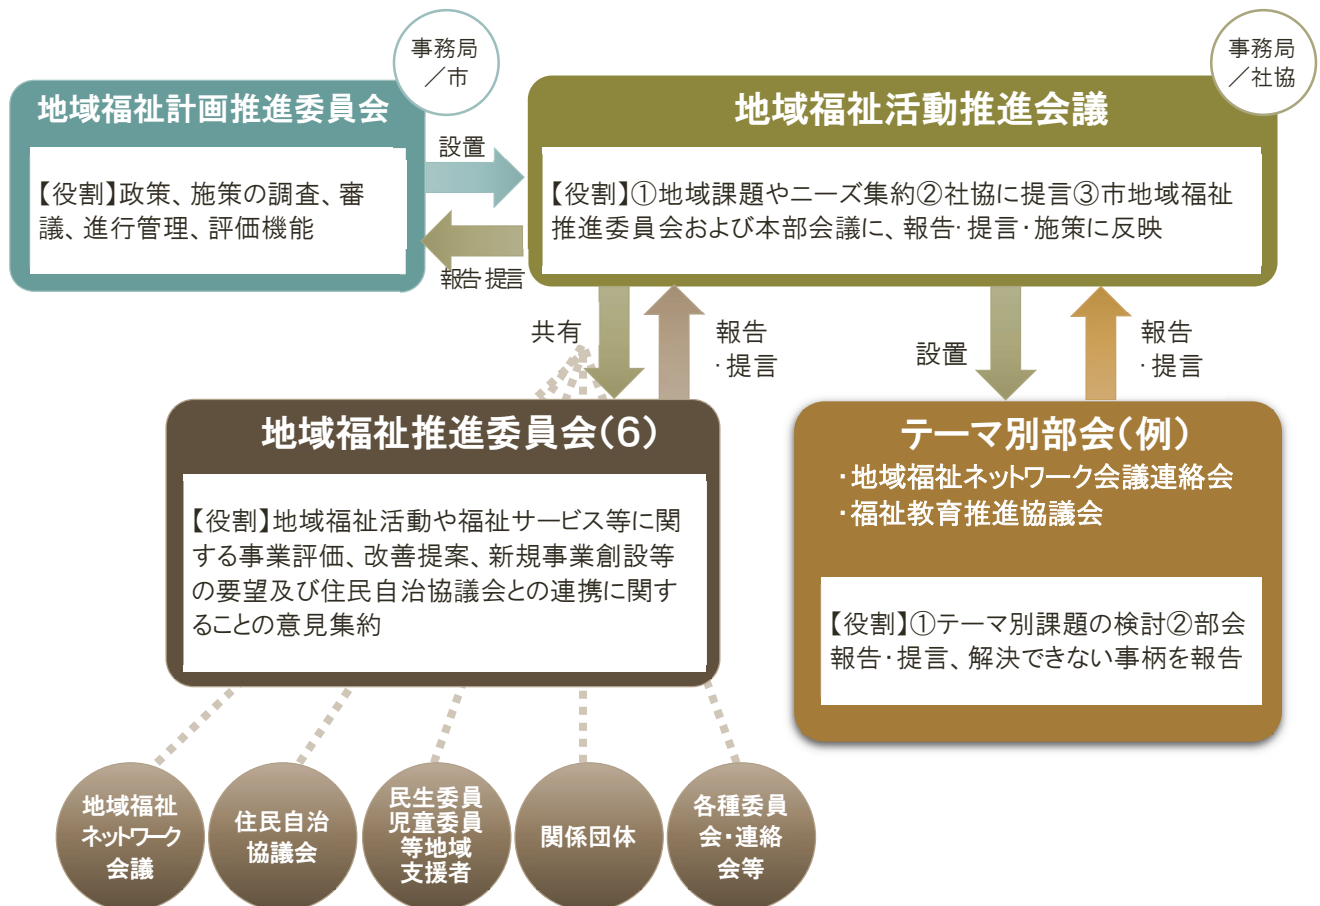 事務局
／市
事務局
／社協
地域福祉計画推進委員会
【役割】政策、施策の調査、審
議、進行管理、評価機能
設置
報告・提言
地域福祉活動推進会議
【役割】①地域課題やニーズ集約②社協に提言③市地域福祉
推進委員会および本部会議に、報告・提言・施策に反映
共有
報告
・提言
設置
報告
・提言
地域福祉推進委員会（６）
【役割】地域福祉活動や福祉サービス等に関
する事業評価、改善提案、新規事業創設等
の要望及び住民自治協議会との連携に関す
ることの意見集約
テーマ別部会（例）
・地域福祉ネットワーク会議連絡会
・福祉教育推進協議会
【役割】①テーマ別課題の検討②部会
報告・提言、解決できない事柄を報告
地域福祉
ネットワーク
会議
住民自治
協議会
民生委員
児童委員
等地域
支援者
関係団体
各種委員
会・連絡
会等